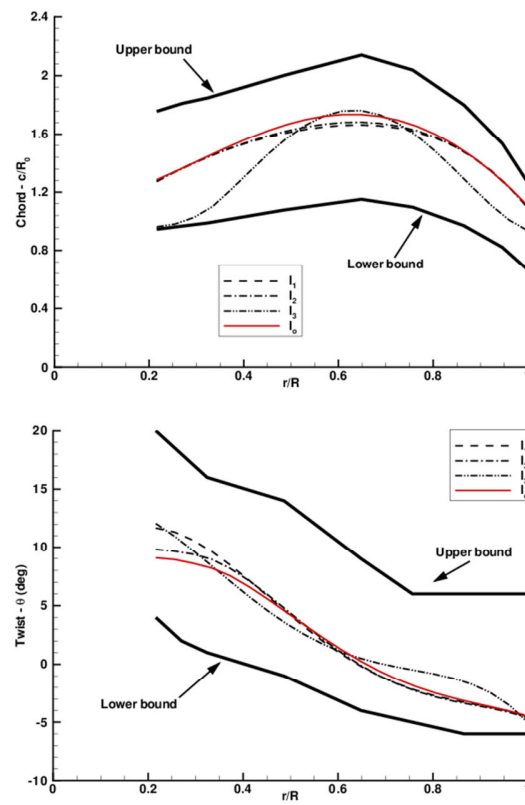 2.4
Upper bound
2
1.6
Chord - c/R₀
1.2
0.8
Lower bound
0.4
I₁
I₂
I₃
I₀
0
0 0.2 0.4 0.6 0.8
r/R
20
15
10
Upper bound
Twist - θ (deg)
5
0
Lower bound
-5
-10
0 0.2 0.4 0.6 0.8
r/R